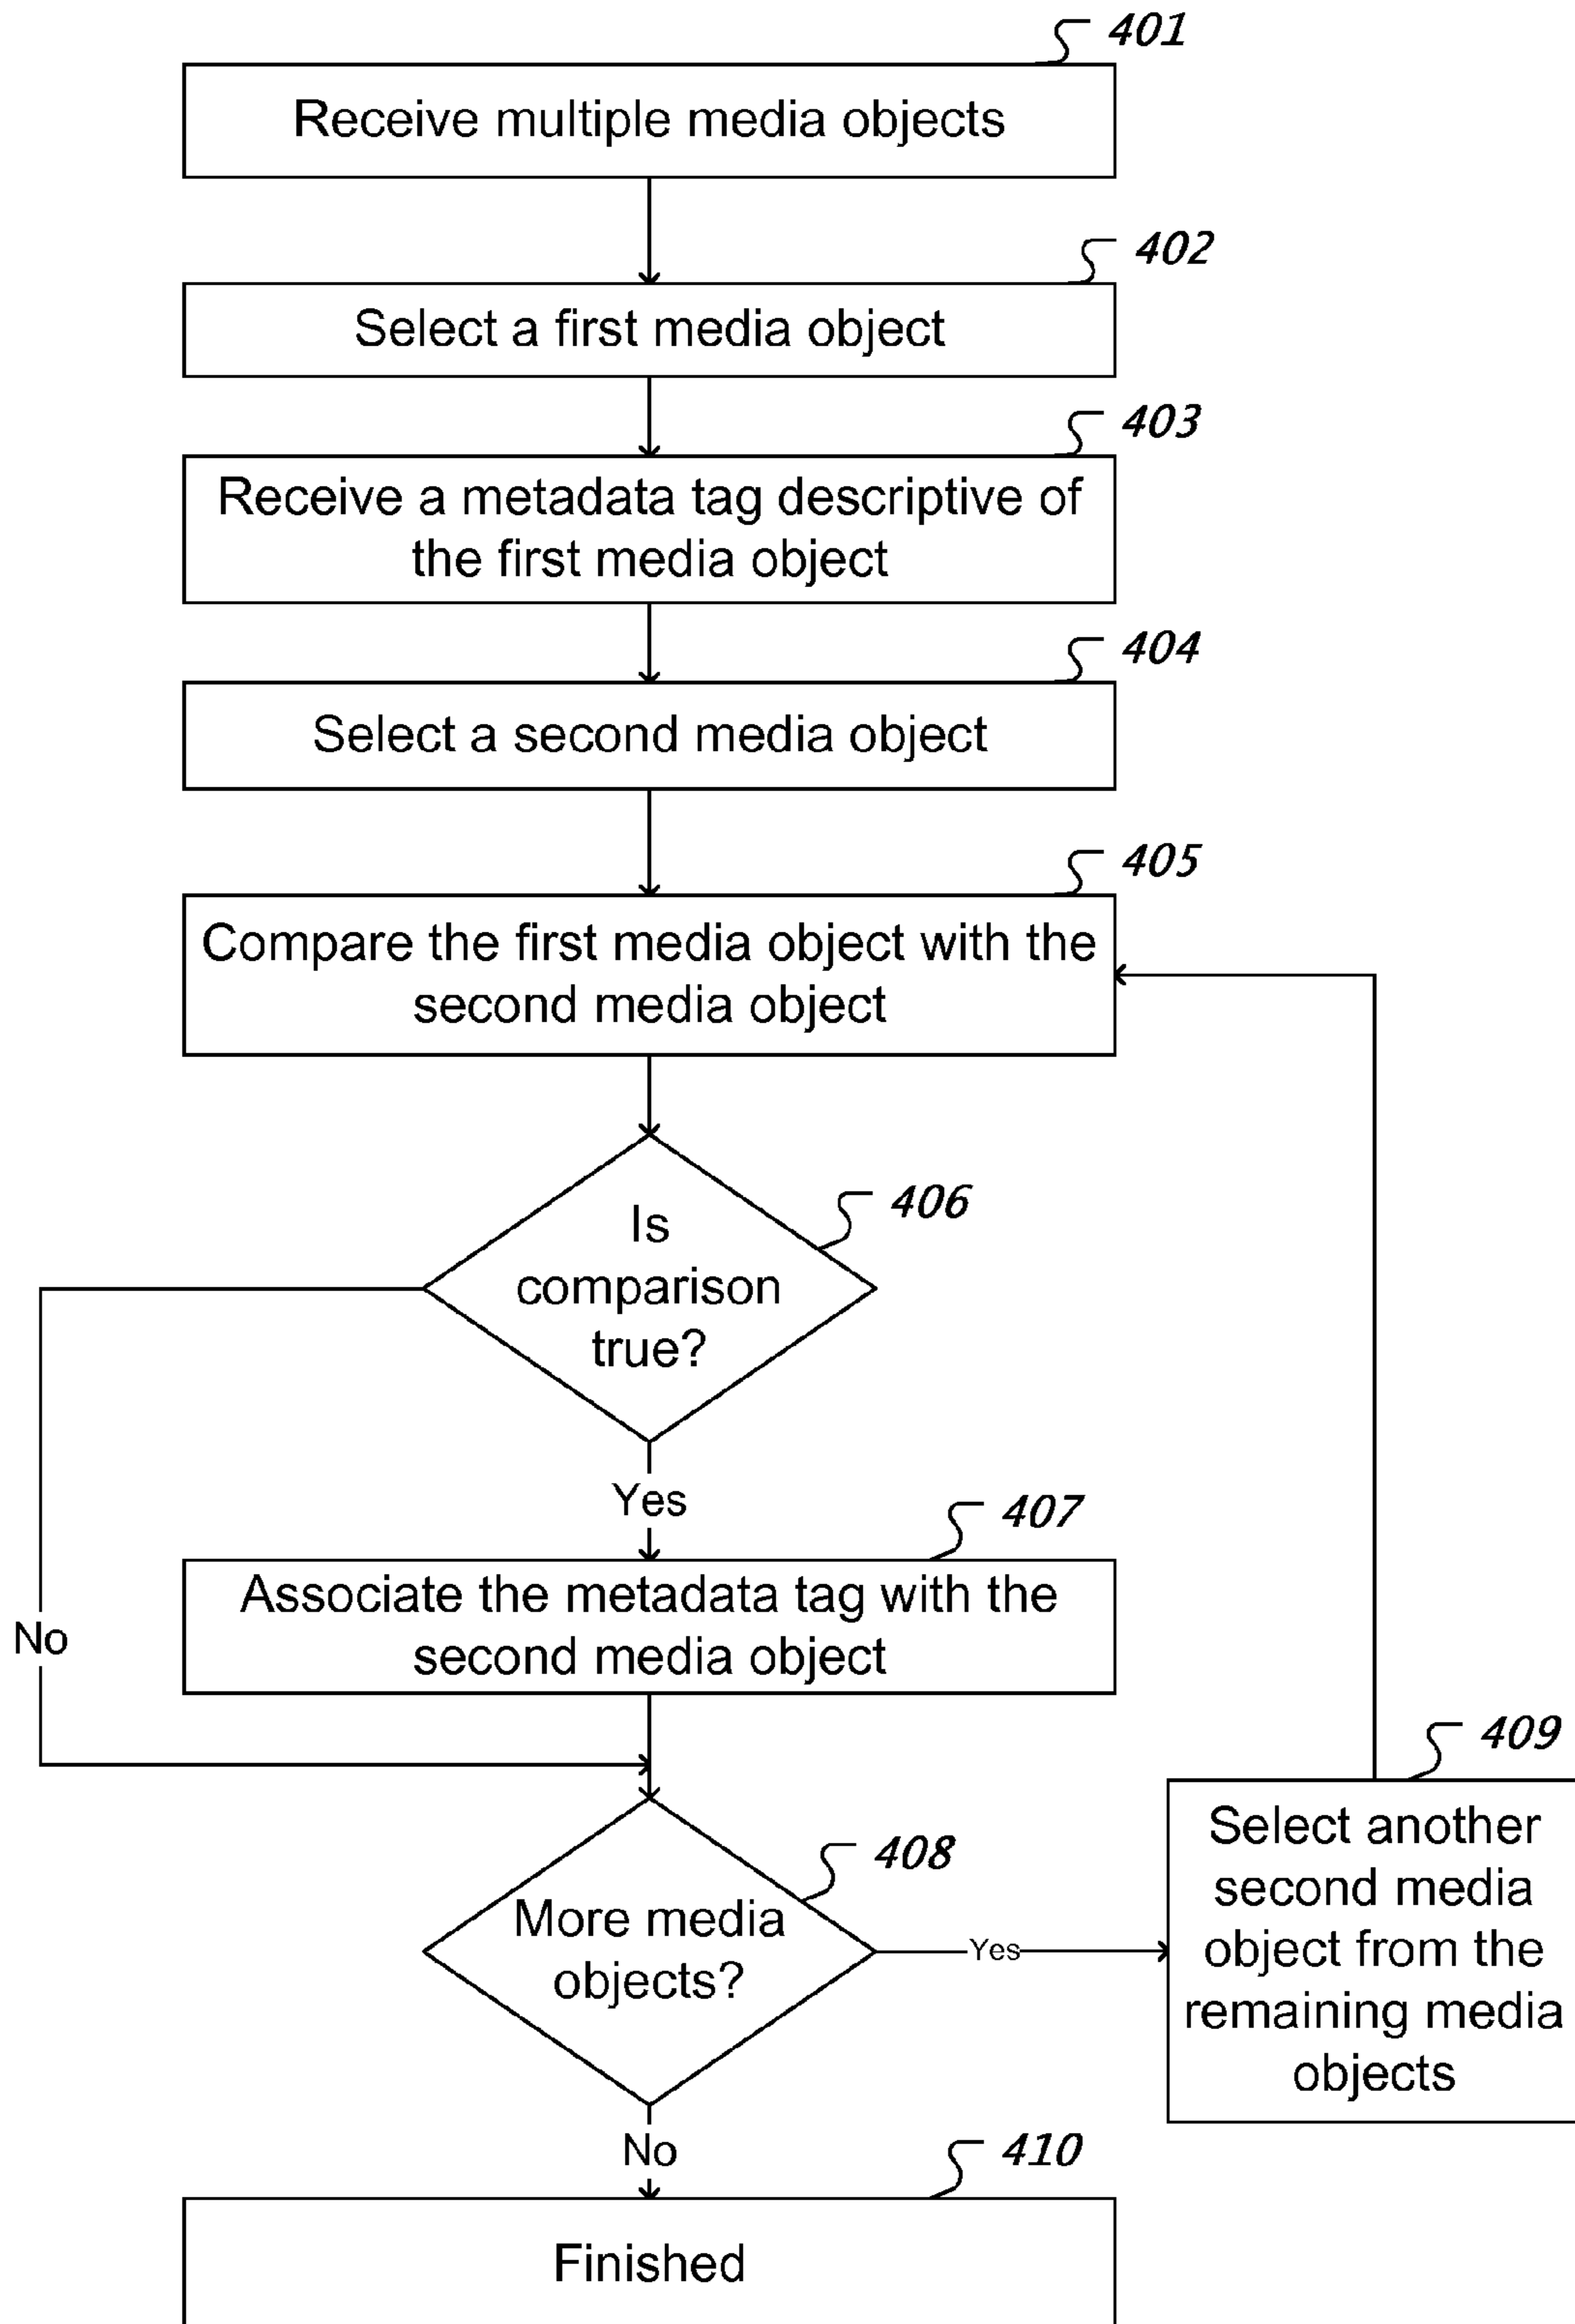 401
Receive multiple media objects
402
Select a first media object
403
Receive a metadata tag descriptive of
the first media object
404
Select a second media object
405
Compare the first media object with the
second media object
406
Is
comparison
true?
Yes
407
Associate the metadata tag with the
second media object
No
408
More media
objects?
Yes
409
Select another
second media
object from the
remaining media
objects
No
410
Finished